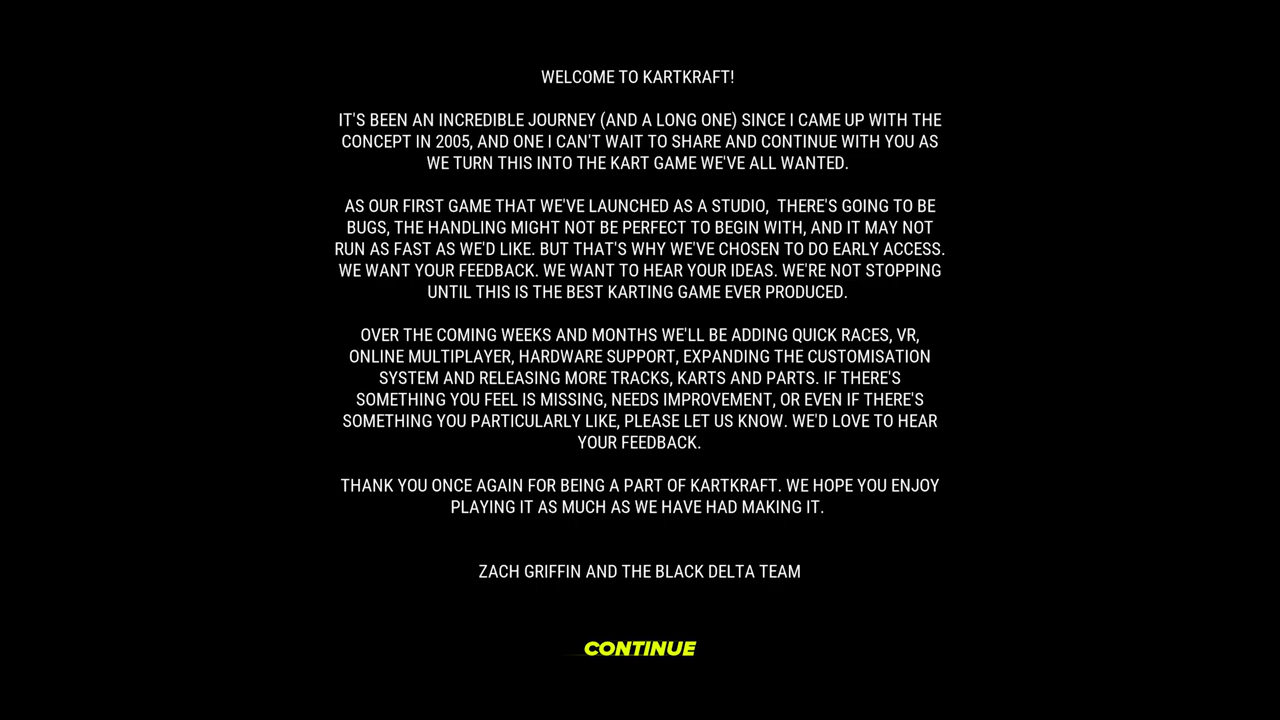 WELCOME TO KARTKRAFT!
IT'S BEEN AN INCREDIBLE JOURNEY (AND A LONG ONE) SINCE I CAME UP WITH THE
CONCEPT IN 2005, AND ONE I CAN'T WAIT TO SHARE AND CONTINUE WITH YOU AS
WE TURN THIS INTO THE KART GAME WE'VE ALL WANTED.
AS OUR FIRST GAME THAT WE'VE LAUNCHED AS A STUDIO,  THERE'S GOING TO BE
BUGS, THE HANDLING MIGHT NOT BE PERFECT TO BEGIN WITH, AND IT MAY NOT
RUN AS FAST AS WE'D LIKE. BUT THAT'S WHY WE'VE CHOSEN TO DO EARLY ACCESS.
WE WANT YOUR FEEDBACK. WE WANT TO HEAR YOUR IDEAS. WE'RE NOT STOPPING
UNTIL THIS IS THE BEST KARTING GAME EVER PRODUCED.
OVER THE COMING WEEKS AND MONTHS WE'LL BE ADDING QUICK RACES, VR,
ONLINE MULTIPLAYER, HARDWARE SUPPORT, EXPANDING THE CUSTOMISATION
SYSTEM AND RELEASING MORE TRACKS, KARTS AND PARTS. IF THERE'S
SOMETHING YOU FEEL IS MISSING, NEEDS IMPROVEMENT, OR EVEN IF THERE'S
SOMETHING YOU PARTICULARLY LIKE, PLEASE LET US KNOW. WE'D LOVE TO HEAR
YOUR FEEDBACK.
THANK YOU ONCE AGAIN FOR BEING A PART OF KARTKRAFT. WE HOPE YOU ENJOY
PLAYING IT AS MUCH AS WE HAVE HAD MAKING IT.
ZACH GRIFFIN AND THE BLACK DELTA TEAM
CONTINUE